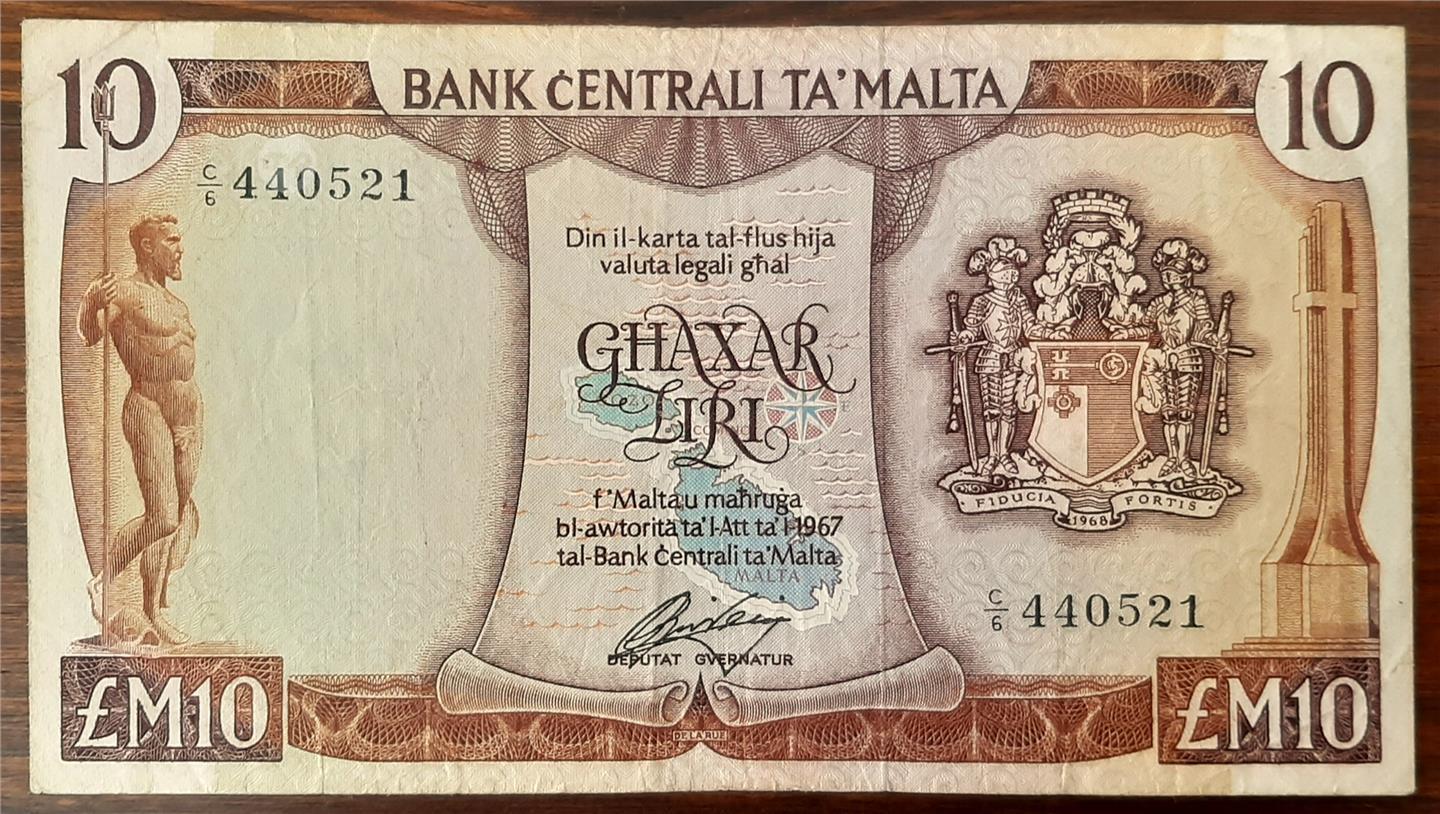 10
BANK ĊENTRALI TA' MALTA
10
C/6 440521
Din il-karta tal-flus hija
valuta legali għal
GĦAXAR
LIRI
f'Malta u maħruġa
bl-awtorità ta' l-Att ta' l-1967
tal-Bank Ċentrali ta' Malta
MALTA
FIDUCIA FORTIS
1968
C/6 440521
DEPUTAT GVERNATUR
£M10
DE LA RUE
£M10